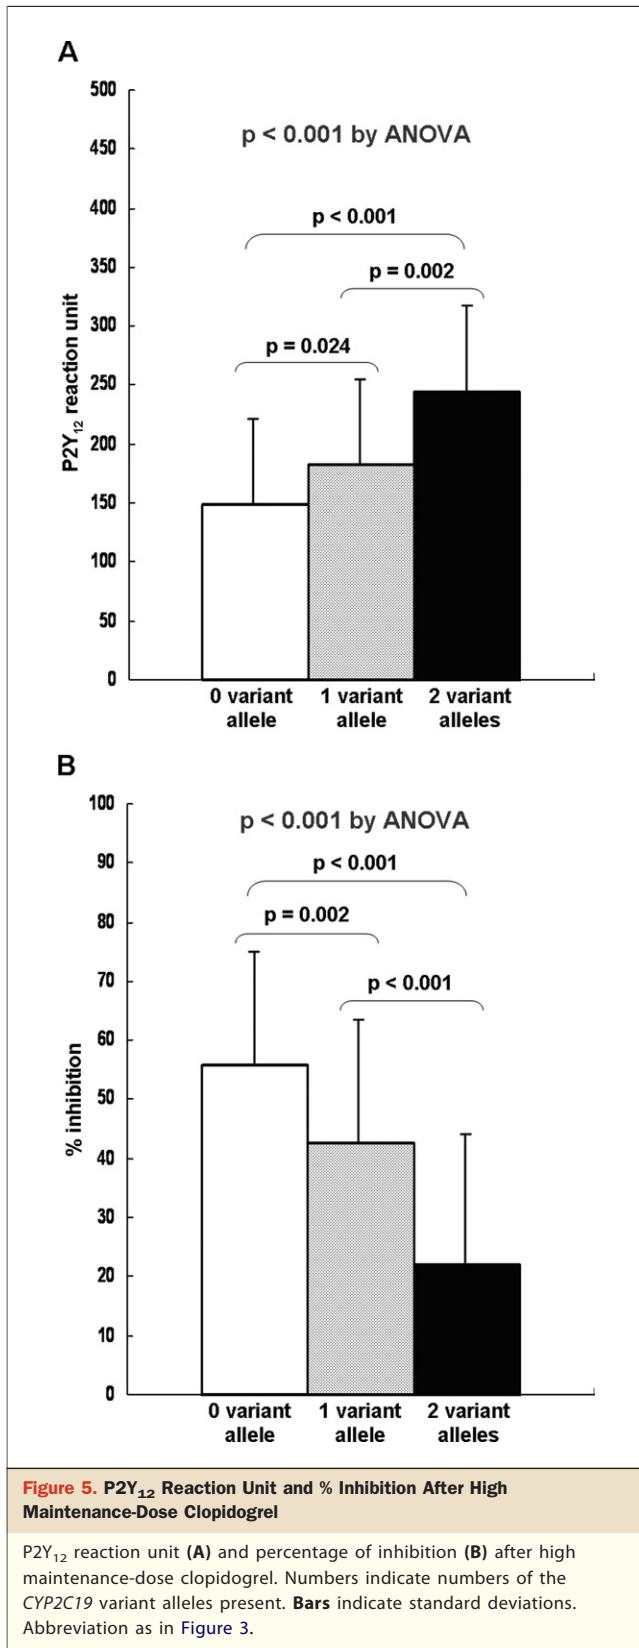 A
500
p < 0.001 by ANOVA
450
400
p < 0.001
350
p = 0.002
300
p = 0.024
250
200
150
100
50
0
P2Y₁₂ reaction unit
0 variant allele
1 variant allele
2 variant alleles
B
100
p < 0.001 by ANOVA
90
p < 0.001
80
p = 0.002
70
p < 0.001
60
50
40
30
20
10
0
% inhibition
0 variant allele
1 variant allele
2 variant alleles
Figure 5. P2Y₁₂ Reaction Unit and % Inhibition After High
Maintenance-Dose Clopidogrel
P2Y₁₂ reaction unit (A) and percentage of inhibition (B) after high
maintenance-dose clopidogrel. Numbers indicate numbers of the
CYP2C19 variant alleles present. Bars indicate standard deviations.
Abbreviation as in Figure 3.